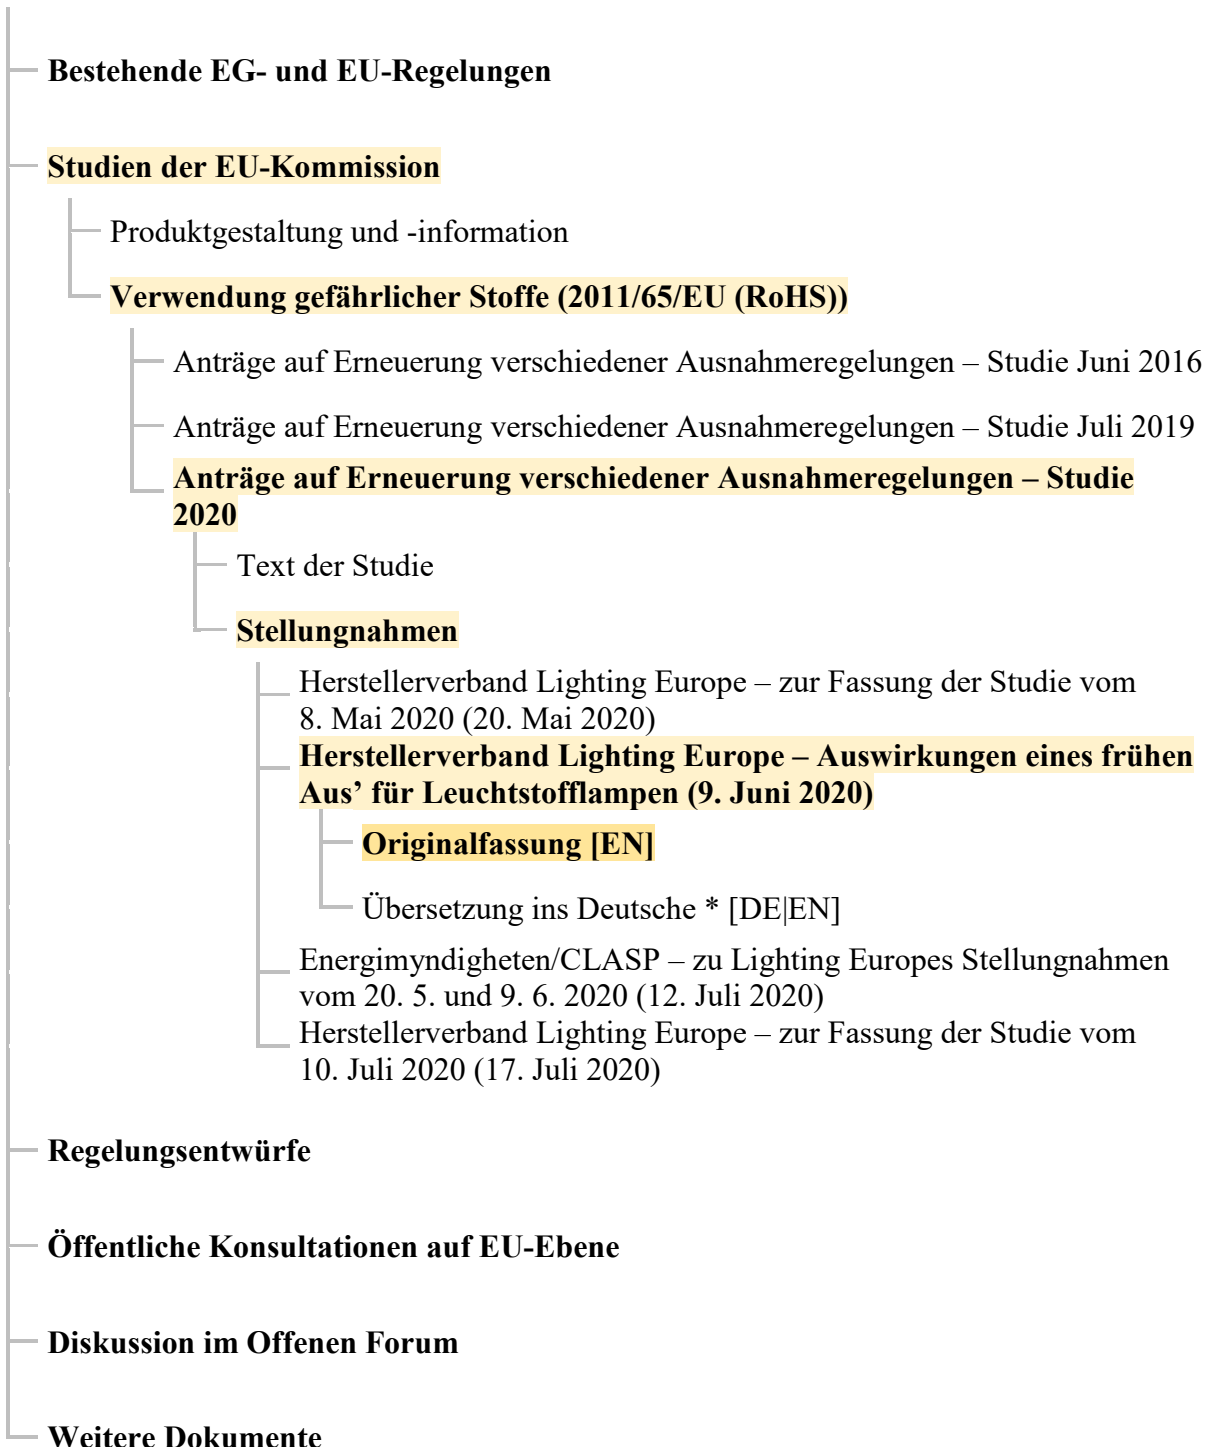 Bestehende EG- und EU-Regelungen
Studien der EU-Kommission
Produktgestaltung und -information
Verwendung gefährlicher Stoffe (2011/65/EU (RoHS))
Anträge auf Erneuerung verschiedener Ausnahmeregelungen – Studie Juni 2016
Anträge auf Erneuerung verschiedener Ausnahmeregelungen – Studie Juli 2019
Anträge auf Erneuerung verschiedener Ausnahmeregelungen – Studie
2020
Text der Studie
Stellungnahmen
Herstellerverband Lighting Europe – zur Fassung der Studie vom
8. Mai 2020 (20. Mai 2020)
Herstellerverband Lighting Europe – Auswirkungen eines frühen
Aus’ für Leuchtstofflampen (9. Juni 2020)
Originalfassung [EN]
Übersetzung ins Deutsche * [DE|EN]
Energimyndigheten/CLASP – zu Lighting Europes Stellungnahmen
vom 20. 5. und 9. 6. 2020 (12. Juli 2020)
Herstellerverband Lighting Europe – zur Fassung der Studie vom
10. Juli 2020 (17. Juli 2020)
Regelungsentwürfe
Öffentliche Konsultationen auf EU-Ebene
Diskussion im Offenen Forum
Weitere Dokumente